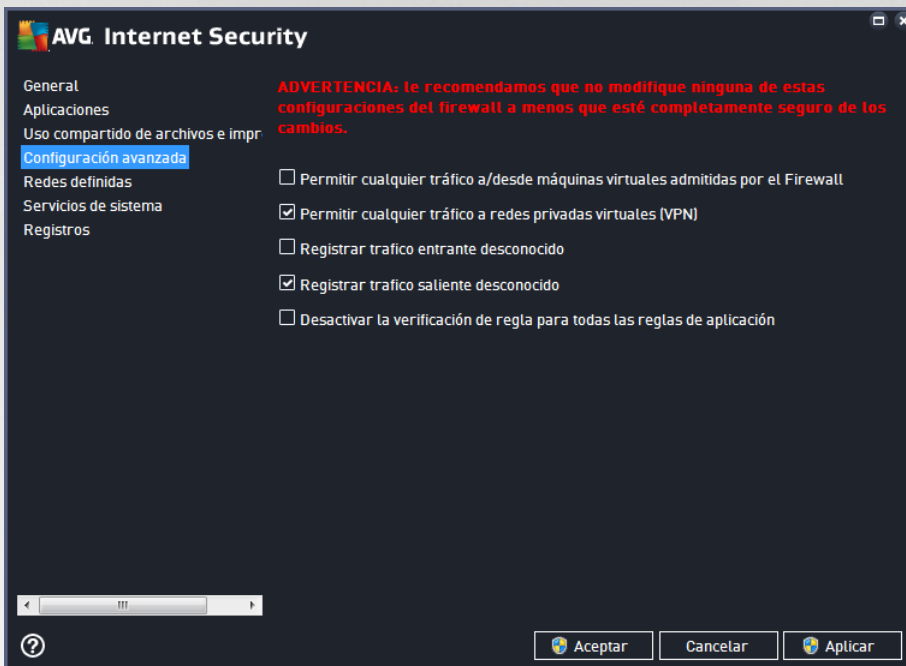 AVG. Internet Security
General
Aplicaciones
Uso compartido de archivos e impr
Configuración avanzada
Redes definidas
Servicios de sistema
Registros
ADVERTENCIA: le recomendamos que no modifique ninguna de estas
configuraciones del firewall a menos que esté completamente seguro de los
cambios.
Permitir cualquier tráfico a/desde máquinas virtuales admitidas por el Firewall
Permitir cualquier tráfico a redes privadas virtuales (VPN)
Registrar trafico entrante desconocido
Registrar trafico saliente desconocido
Desactivar la verificación de regla para todas las reglas de aplicación
Aceptar
Cancelar
Aplicar